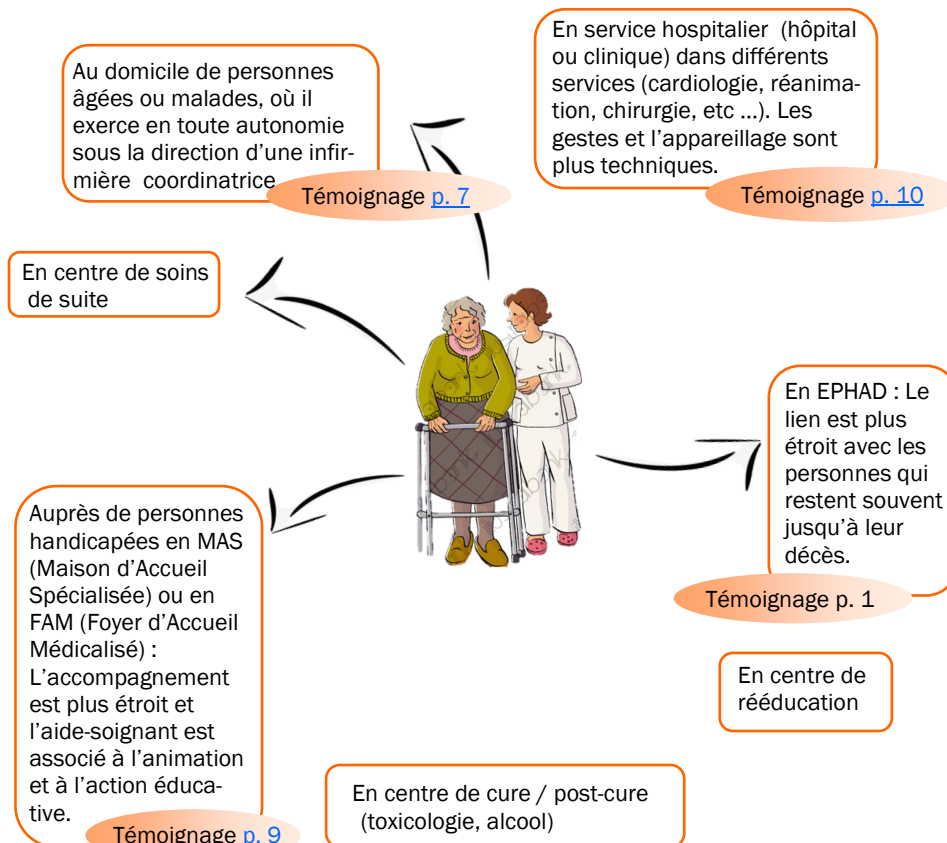 Au domicile de personnes
âgées ou malades, où il
exerce en toute autonomie
sous la direction d'une infir-
mière  coordinatrice
Témoignage p. 7
En service hospitalier  (hôpital
ou clinique) dans différents
services (cardiologie, réanima-
tion, chirurgie, etc ...). Les
gestes et l'appareillage sont
plus techniques.
Témoignage p. 10
En centre de soins
de suite
En EPHAD : Le
lien est plus
étroit avec les
personnes qui
restent souvent
jusqu'à leur
décès.
Témoignage p. 1
Auprès de personnes
handicapées en MAS
(Maison d'Accueil
Spécialisée) ou en
FAM (Foyer d'Accueil
Médicalisé) :
L'accompagnement
est plus étroit et
l'aide-soignant est
associé à l'animation
et à l'action éduca-
tive.
Témoignage p. 9
En centre de
rééducation
En centre de cure / post-cure
(toxicologie, alcool)